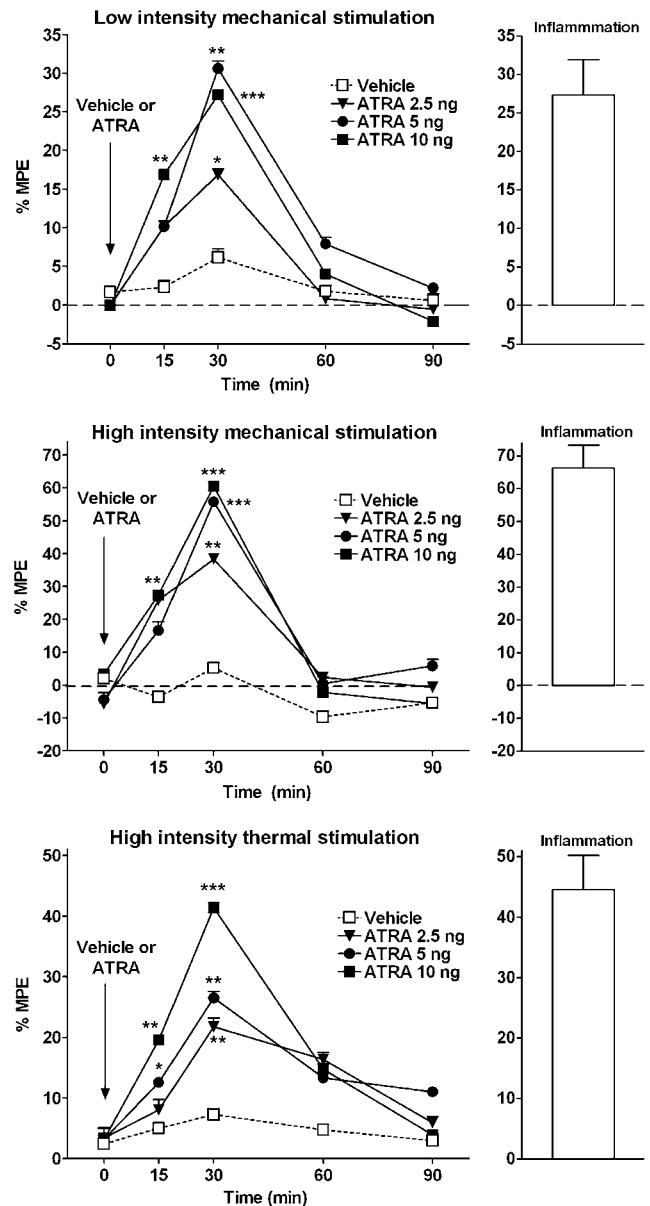 Low intensity mechanical stimulation
Inflammmation
% MPE
35
30
25
20
15
10
5
0
-5
Vehicle or
ATRA
**
**
***
*
Vehicle
ATRA 2.5 ng
ATRA 5 ng
ATRA 10 ng
0 15 30 60 90
Time (min)
35
30
25
20
15
10
5
0
-5
High intensity mechanical stimulation
Inflammation
% MPE
70
60
50
40
30
20
10
0
-10
-20
Vehicle or
ATRA
**
***
***
**
Vehicle
ATRA 2.5 ng
ATRA 5 ng
ATRA 10 ng
0 15 30 60 90
Time (min)
70
60
50
40
30
20
10
0
-10
-20
High intensity thermal stimulation
Inflammation
% MPE
50
40
30
20
10
0
Vehicle or
ATRA
**
*
***
**
**
Vehicle
ATRA 2.5 ng
ATRA 5 ng
ATRA 10 ng
0 15 30 60 90
Time (min)
50
40
30
20
10
0